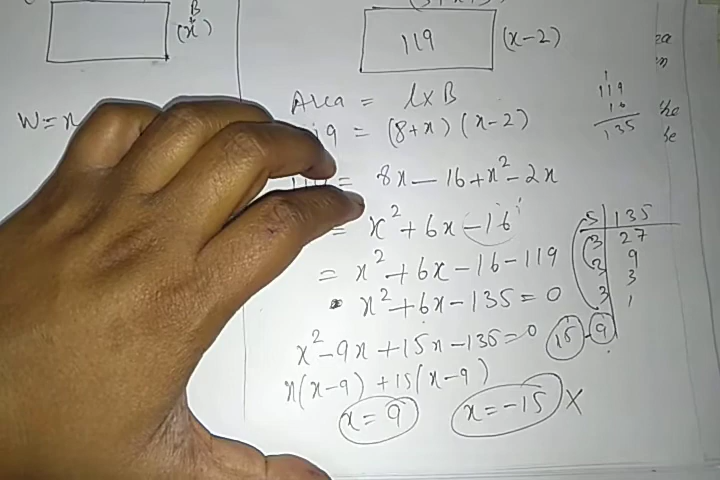 B
(x)
119
(x-2)
W=x
Area = l×B
19 = (8+x)(x-2)
= 8x-16+x²-2x
= x²+6x-16
= x²+6x-16-119
x²+6x-135=0
x²-9x+15x-135=0
x(x-9)+15(x-9)
x=9 x=-15 ×
119
16
135
5 | 135
3 | 27
3 | 9
3 | 3
1
15 - 9
the